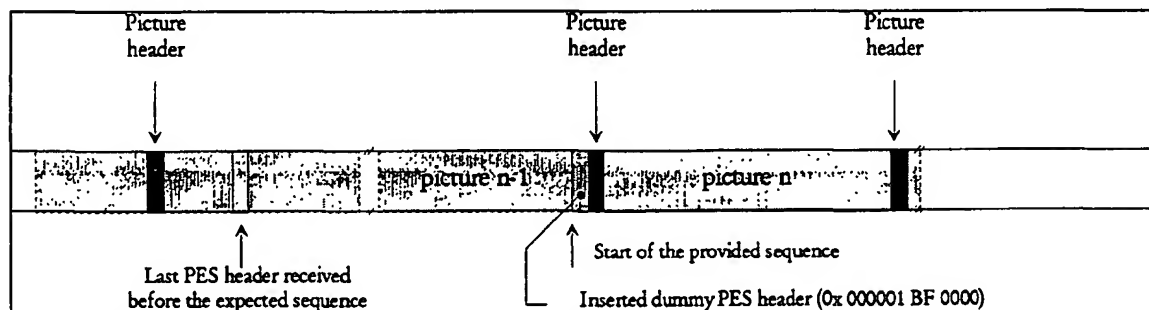 Picture
header
Picture
header
Picture
header
picture n-1
picture n
Start of the provided sequence
Last PES header received
before the expected sequence
Inserted dummy PES header (0x 000001 BF 0000)